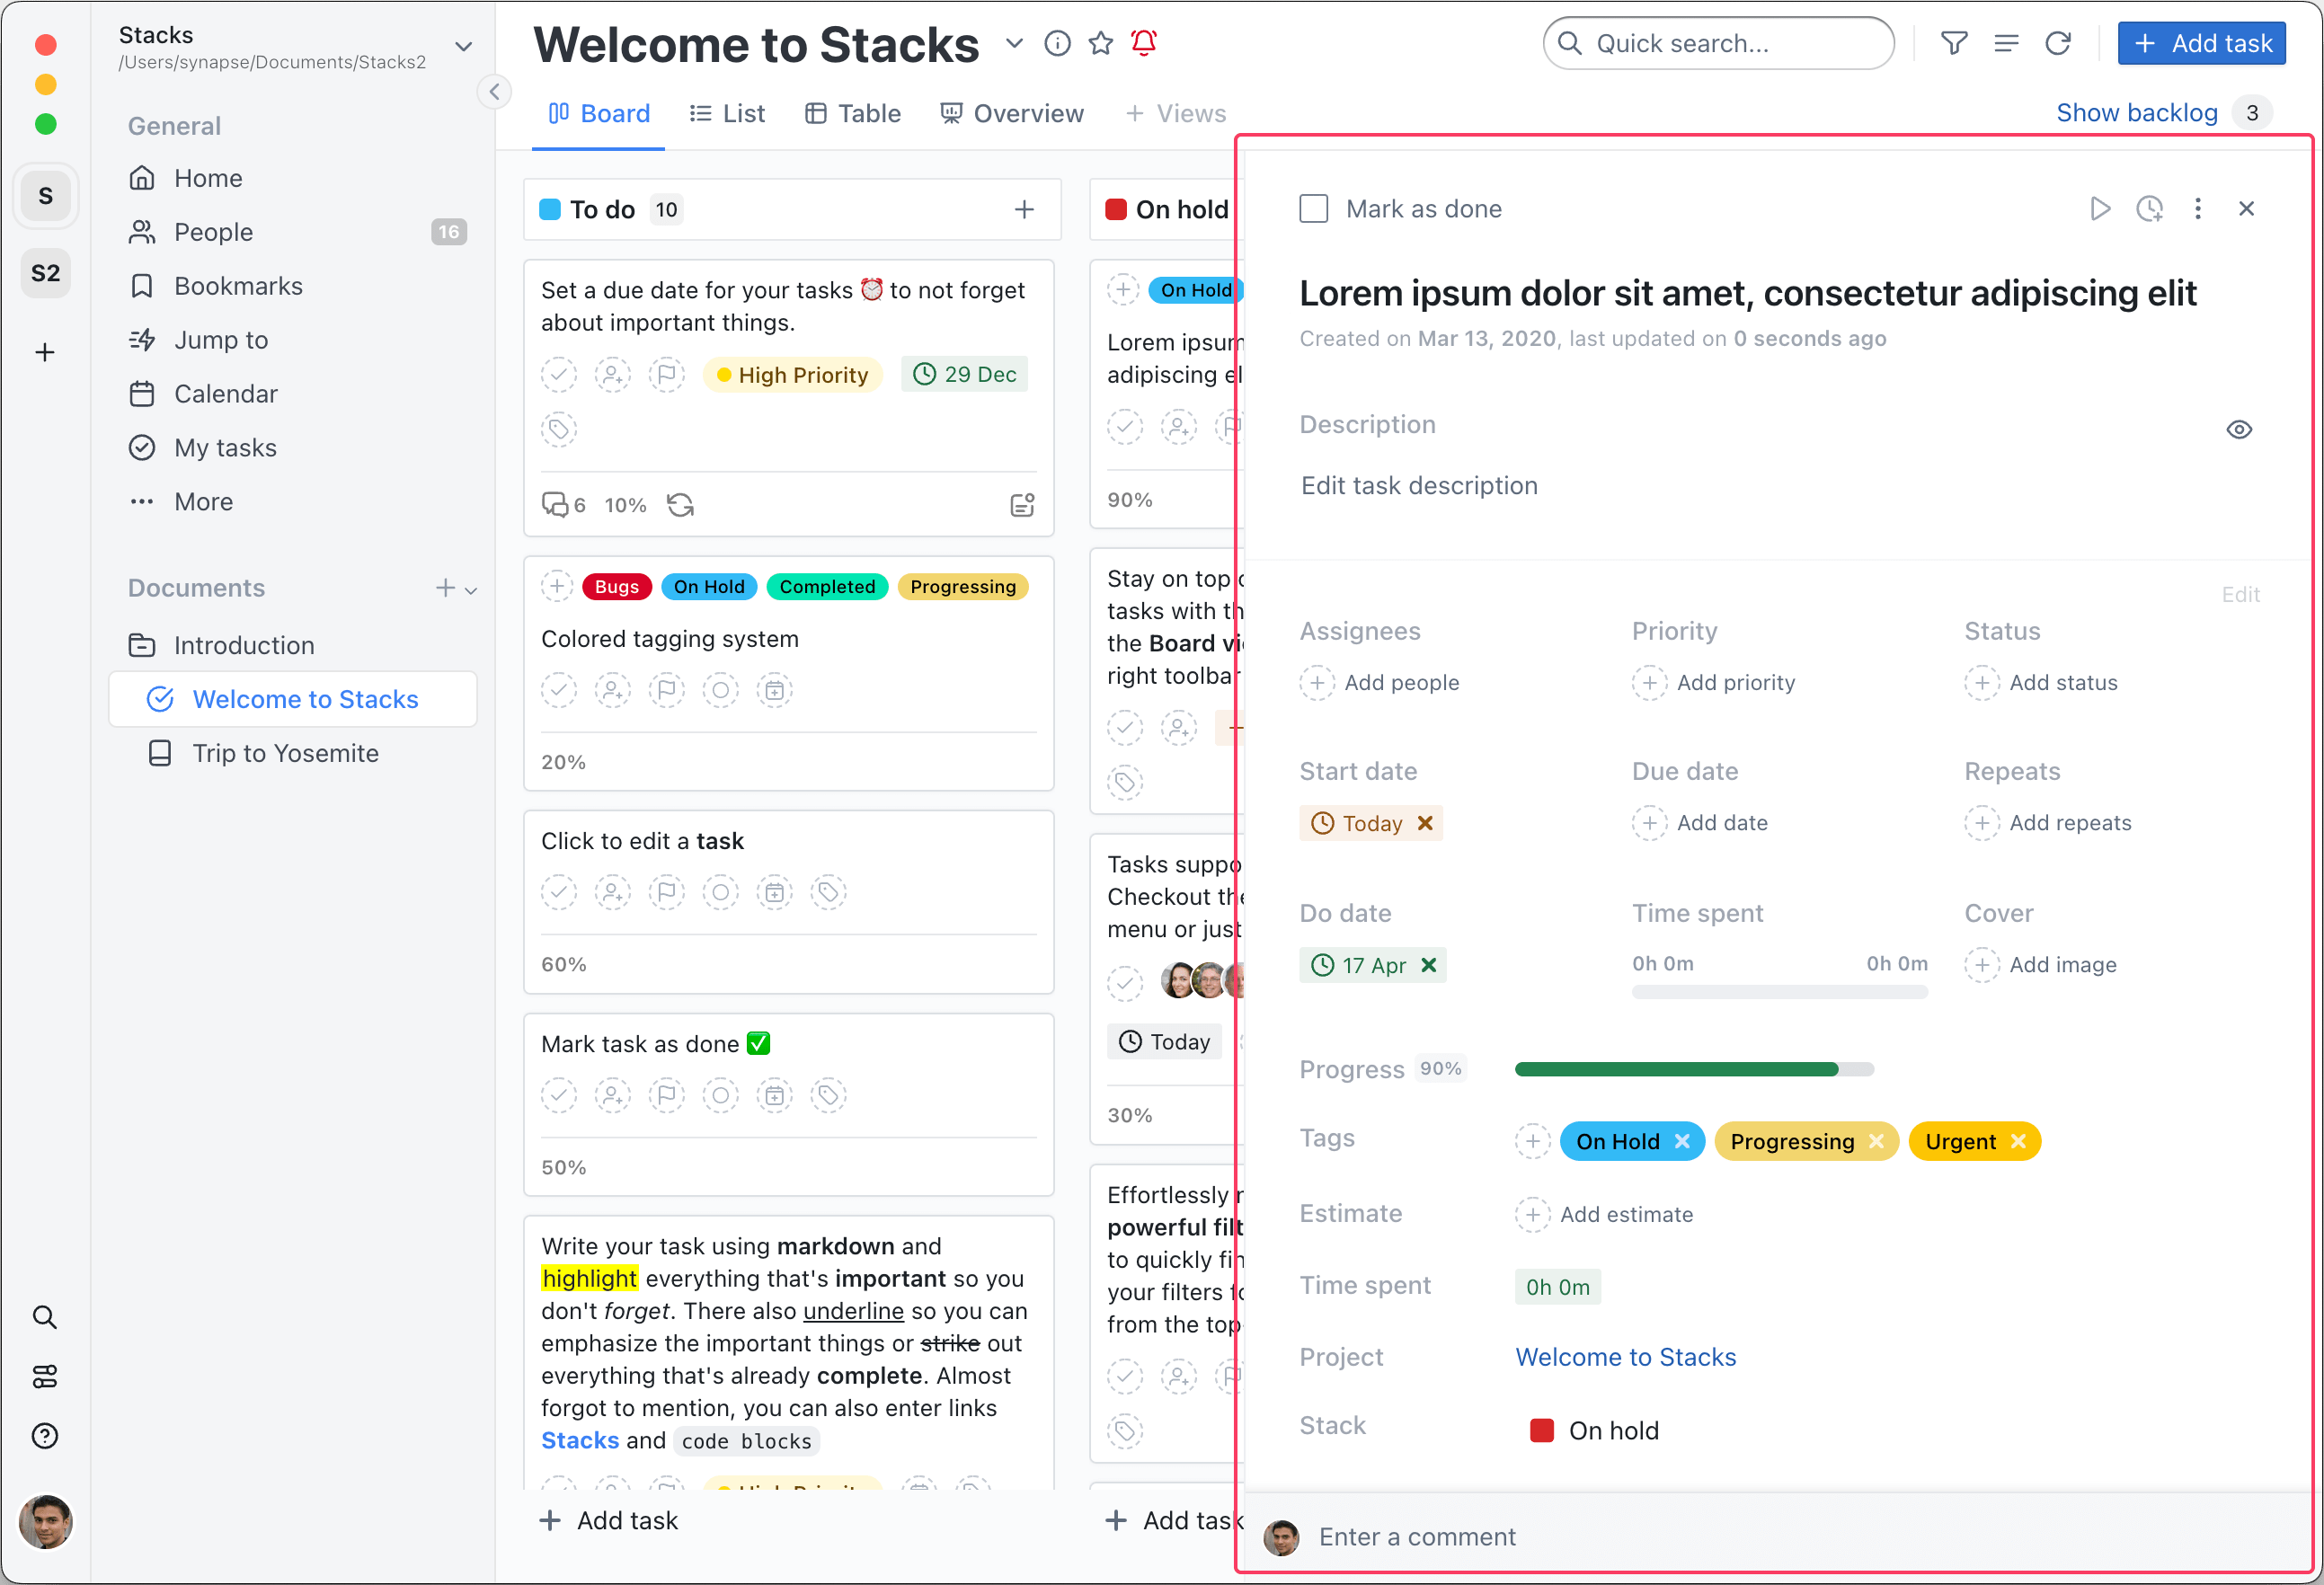 Stacks
/Users/synapse/Documents/Stacks2
S
S2
General
Home
People 16
Bookmarks
Jump to
Calendar
My tasks
More
Documents
Introduction
Welcome to Stacks
Trip to Yosemite
Welcome to Stacks
Quick search...
Add task
Board
List
Table
Overview
Views
Show backlog 3
To do 10
Set a due date for your tasks ⏰ to not forget
about important things.
High Priority
29 Dec
6 10%
Bugs On Hold Completed Progressing
Colored tagging system
20%
Click to edit a task
60%
Mark task as done ✅
50%
Write your task using markdown and
highlight everything that's important so you
don't forget. There also underline so you can
emphasize the important things or strike out
everything that's already complete. Almost
forgot to mention, you can also enter links
Stacks and code blocks
High Priority
Add task
On hold
On Hold
Lorem ipsum
adipiscing el
90%
Stay on top
tasks with th
the Board vi
right toolbar
Tasks suppo
Checkout the
menu or just
Today
30%
Effortlessly
powerful filt
to quickly fin
your filters
from the top
Add task
Mark as done
Lorem ipsum dolor sit amet, consectetur adipiscing elit
Created on Mar 13, 2020, last updated on 0 seconds ago
Description
Edit task description
Edit
Assignees
Add people
Priority
Add priority
Status
Add status
Start date
Today
Due date
Add date
Repeats
Add repeats
Do date
17 Apr
Time spent
0h 0m 0h 0m
Cover
Add image
Progress 90%
Tags On Hold Progressing Urgent
Estimate Add estimate
Time spent 0h 0m
Project Welcome to Stacks
Stack On hold
Enter a comment